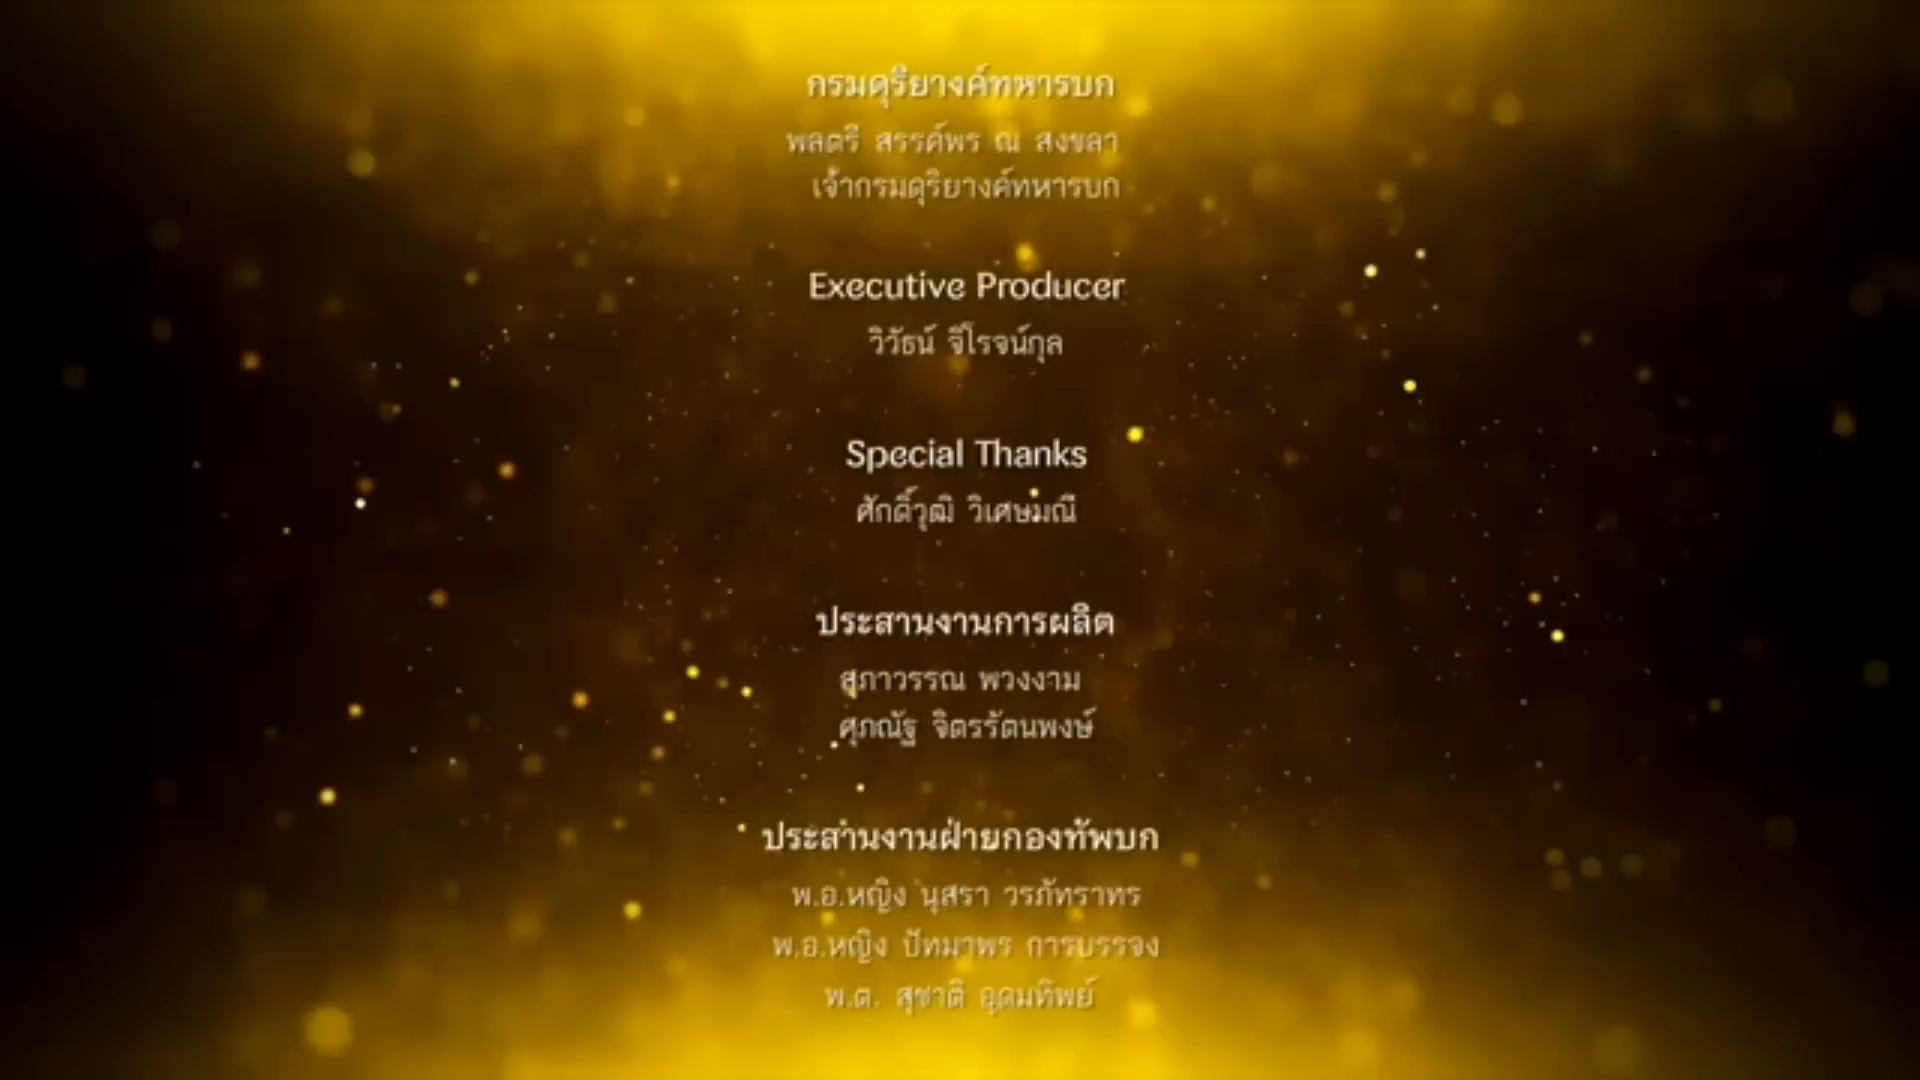 กรมดุริยางค์ทหารบก
พลตรี สรรค์พร ณ สงขลา
เจ้ากรมดุริยางค์ทหารบก
Executive Producer
วิวัธน์ จิโรจน์กุล
Special Thanks
ศักดิ์วุฒิ วิเศษมณี
ประสานงานการผลิต
สุภาวรรณ พวงงาม
ศุภณัฐ จิตรรัตนพงษ์
ประสานงานฝ่ายกองทัพบก
พ.อ.หญิง นุสรา วรภัทราทร
พ.อ.หญิง ปัทมาพร การบรรจง
พ.ต. สุชาติ อุดมทิพย์